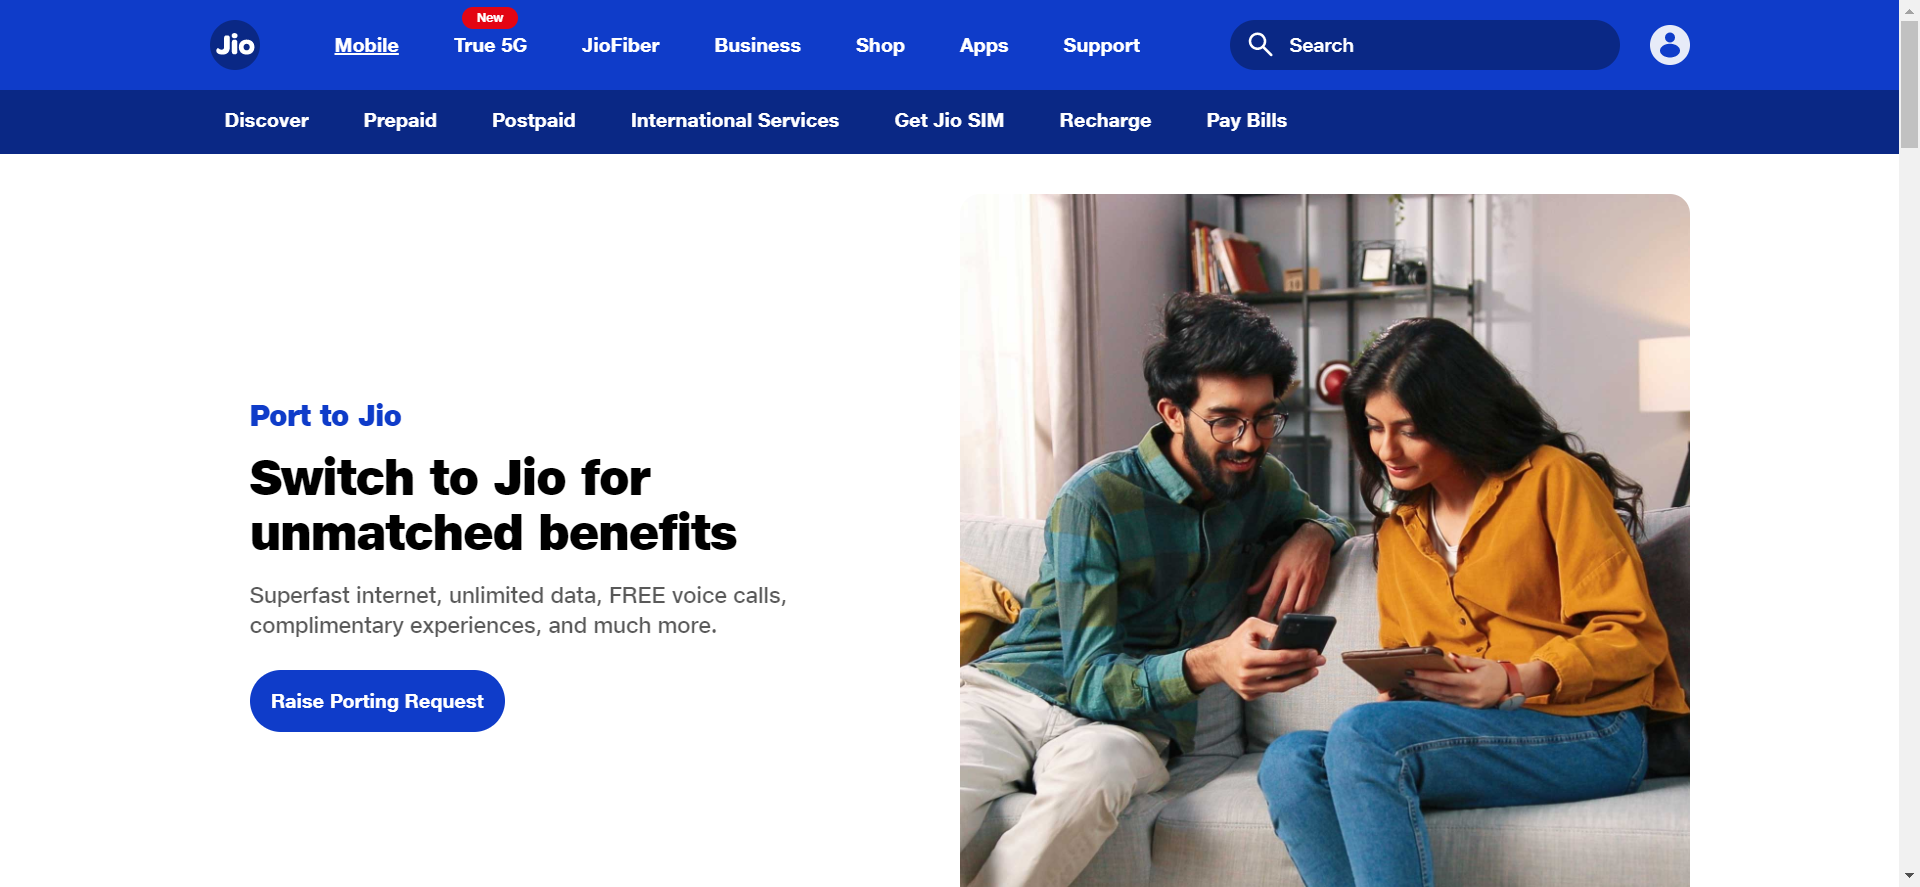 Jio
Mobile
New
True 5G
JioFiber
Business
Shop
Apps
Support
Search
Discover
Prepaid
Postpaid
International Services
Get Jio SIM
Recharge
Pay Bills
Port to Jio
Switch to Jio for
unmatched benefits
Superfast internet, unlimited data, FREE voice calls,
complimentary experiences, and much more.
Raise Porting Request